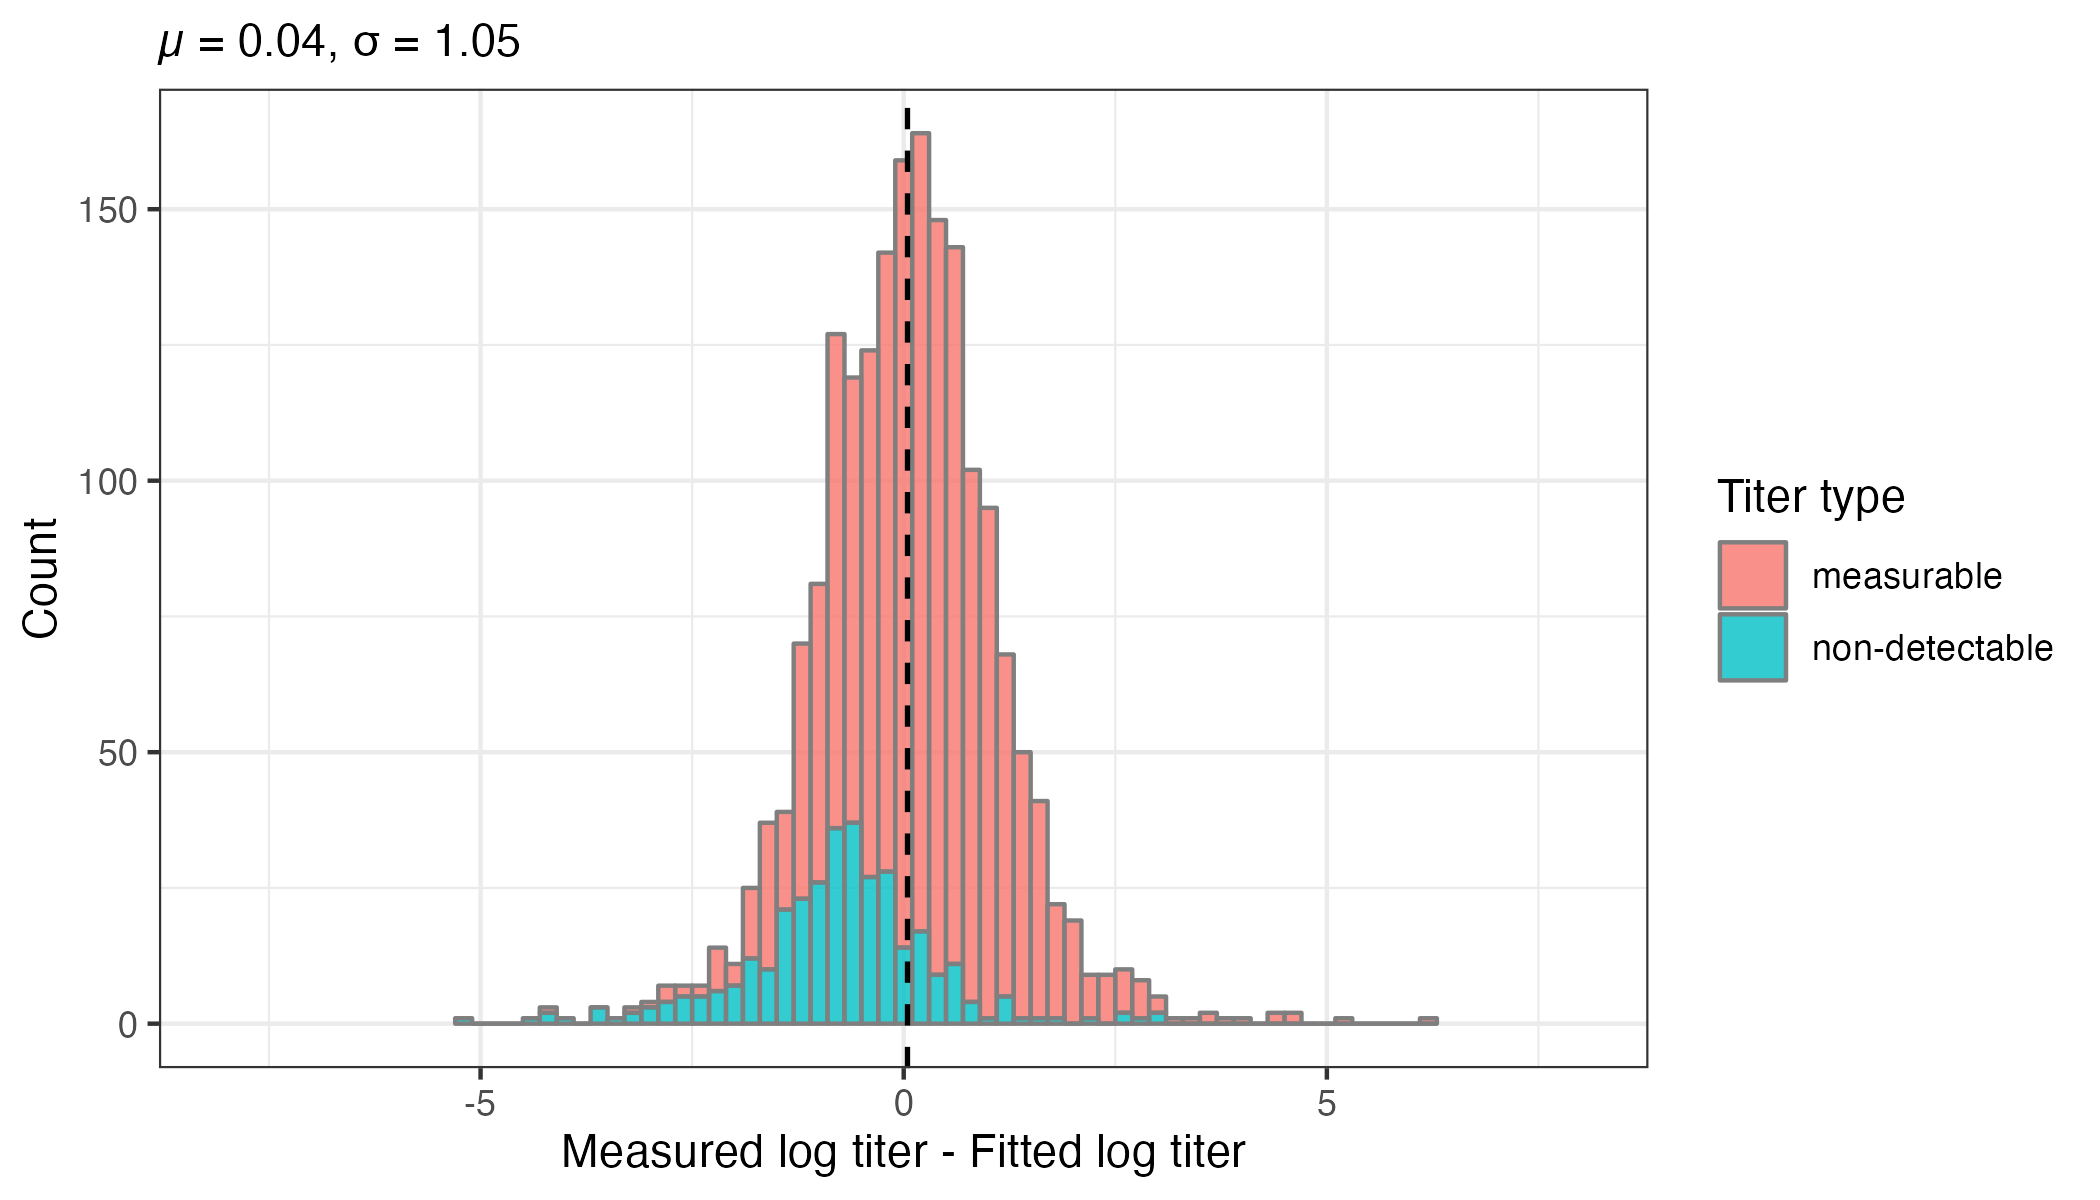 μ = 0.04, σ = 1.05
150
100
50
0
Count
-5
0
5
Measured log titer - Fitted log titer
Titer type
measurable
non-detectable